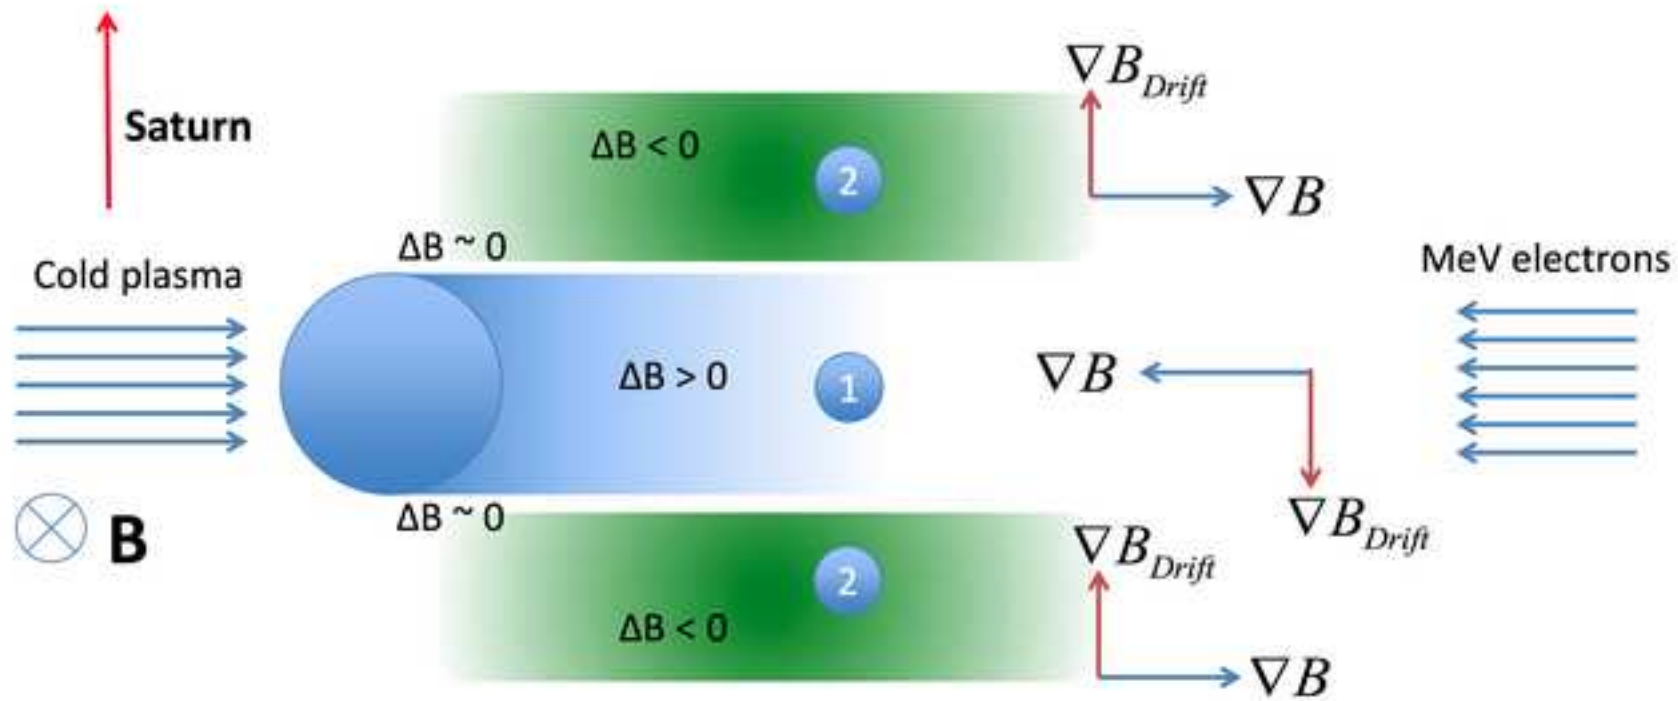 ∇B_Drift
Saturn
ΔB < 0
2
∇B
ΔB ~ 0
Cold plasma
MeV electrons
ΔB > 0
1
∇B
B
ΔB ~ 0
∇B_Drift
∇B_Drift
2
ΔB < 0
∇B